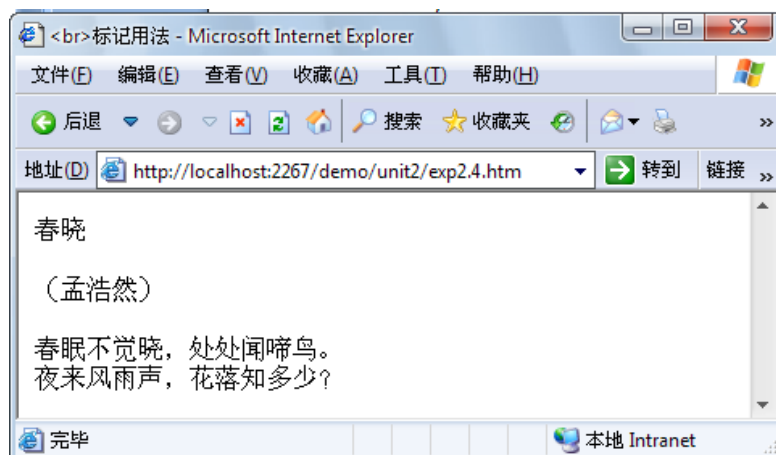 <br>标记用法 - Microsoft Internet Explorer
文件(F) 编辑(E) 查看(V) 收藏(A) 工具(T) 帮助(H)
后退 搜索 收藏夹 »
地址(D) http://localhost:2267/demo/unit2/exp2.4.htm 转到 链接 »
春晓
（孟浩然）
春眠不觉晓，处处闻啼鸟。
夜来风雨声，花落知多少？
完毕 本地 Intranet